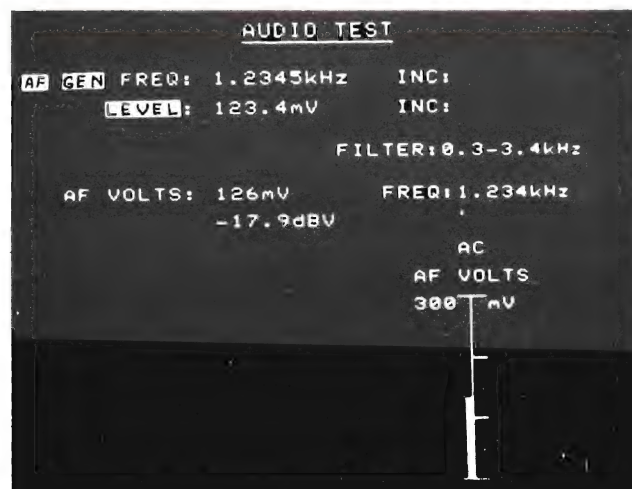 AUDIO TEST
AF GEN FREQ: 1.2345kHz INC:
LEVEL: 123.4mV INC:
FILTER:0.3-3.4kHz
AF VOLTS: 126mV FREQ:1.234kHz
-17.9dBV
AC
AF VOLTS
300 mV